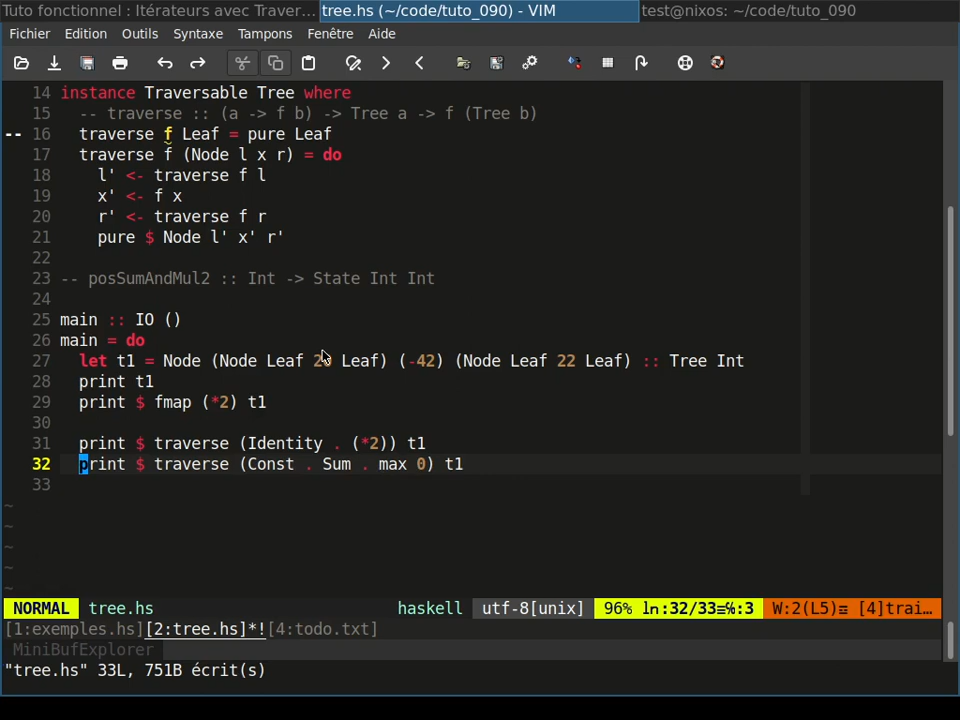 Tuto fonctionnel : Itérateurs avec Traver...
tree.hs (~/code/tuto_090) - VIM
test@nixos: ~/code/tuto_090
Fichier Edition Outils Syntaxe Tampons Fenêtre Aide
14 instance Traversable Tree where
15   -- traverse :: (a -> f b) -> Tree a -> f (Tree b)
-- 16   traverse f Leaf = pure Leaf
17   traverse f (Node l x r) = do
18     l' <- traverse f l
19     x' <- f x
20     r' <- traverse f r
21     pure $ Node l' x' r'
22
23 -- posSumAndMul2 :: Int -> State Int Int
24
25 main :: IO ()
26 main = do
27   let t1 = Node (Node Leaf 20 Leaf) (-42) (Node Leaf 22 Leaf) :: Tree Int
28   print t1
29   print $ fmap (*2) t1
30
31   print $ traverse (Identity . (*2)) t1
32   print $ traverse (Const . Sum . max 0) t1
33
~
~
~
~
~
NORMAL tree.hs haskell utf-8[unix] 96% ln:32/33≡℅:3 W:2(L5)☲ [4]trai…
[1:exemples.hs][2:tree.hs]*![4:todo.txt]
MiniBufExplorer
"tree.hs" 33L, 751B écrit(s)